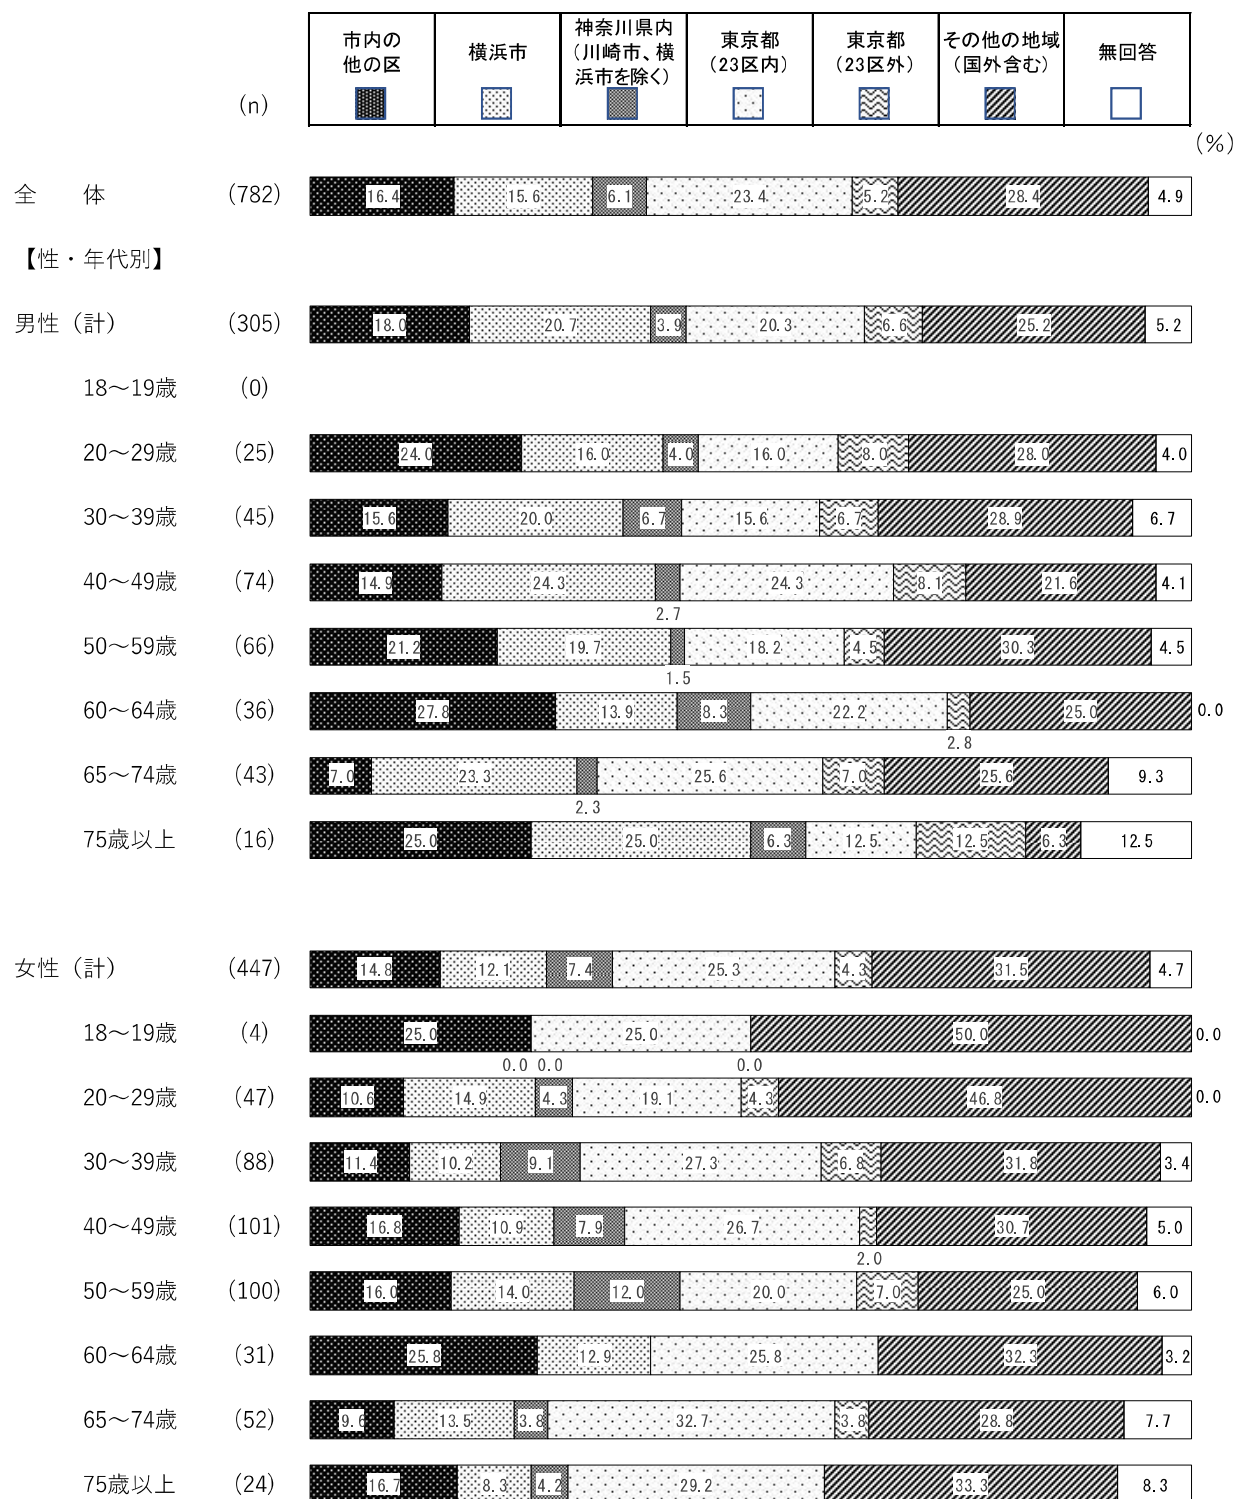 市内の
他の区
横浜市
神奈川県内
（川崎市、横
浜市を除く）
東京都
（23区内）
東京都
（23区外）
その他の地域
（国外含む）
無回答
(n)
(%)
全　体 (782) 16.4 15.6 6.1 23.4 5.2 28.4 4.9
【性・年代別】
男性（計） (305) 18.0 20.7 3.9 20.3 6.6 25.2 5.2
18～19歳 (0)
20～29歳 (25) 24.0 16.0 4.0 16.0 8.0 28.0 4.0
30～39歳 (45) 15.6 20.0 6.7 15.6 6.7 28.9 6.7
40～49歳 (74) 14.9 24.3 24.3 8.1 21.6 4.1
2.7
50～59歳 (66) 21.2 19.7 18.2 4.5 30.3 4.5
1.5
60～64歳 (36) 27.8 13.9 8.3 22.2 25.0 0.0
2.8
65～74歳 (43) 7.0 23.3 25.6 7.0 25.6 9.3
2.3
75歳以上 (16) 25.0 25.0 6.3 12.5 12.5 6.3 12.5
女性（計） (447) 14.8 12.1 7.4 25.3 4.3 31.5 4.7
18～19歳 (4) 25.0 25.0 50.0 0.0
0.0 0.0 0.0
20～29歳 (47) 10.6 14.9 4.3 19.1 4.3 46.8 0.0
30～39歳 (88) 11.4 10.2 9.1 27.3 6.8 31.8 3.4
40～49歳 (101) 16.8 10.9 7.9 26.7 30.7 5.0
2.0
50～59歳 (100) 16.0 14.0 12.0 20.0 7.0 25.0 6.0
60～64歳 (31) 25.8 12.9 25.8 32.3 3.2
65～74歳 (52) 9.6 13.5 3.8 32.7 3.8 28.8 7.7
75歳以上 (24) 16.7 8.3 4.2 29.2 33.3 8.3